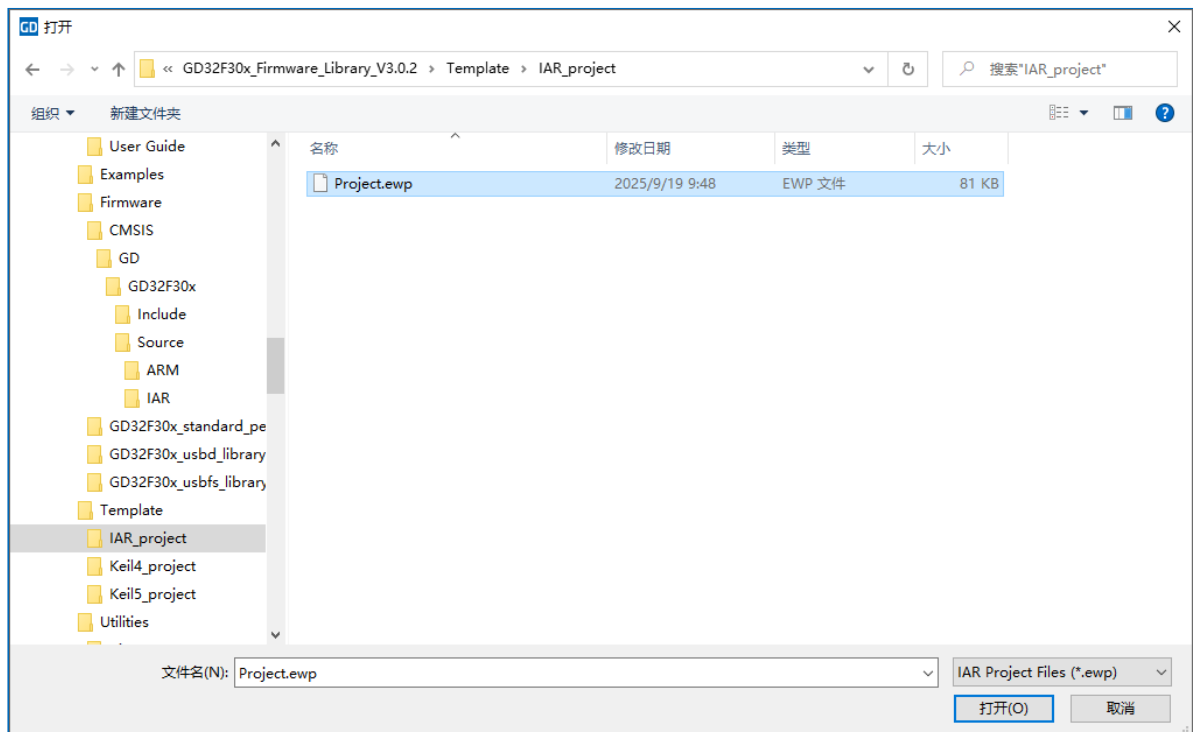 GD 打开
« GD32F30x_Firmware_Library_V3.0.2 › Template › IAR_project
搜索"IAR_project"
组织 新建文件夹
?
User Guide
Examples
Firmware
CMSIS
GD
GD32F30x
Include
Source
ARM
IAR
GD32F30x_standard_pe
GD32F30x_usbd_library
GD32F30x_usbfs_library
Template
IAR_project
Keil4_project
Keil5_project
Utilities
名称 修改日期 类型 大小
Project.ewp 2025/9/19 9:48 EWP 文件 81 KB
文件名(N): Project.ewp IAR Project Files (*.ewp)
打开(O) 取消